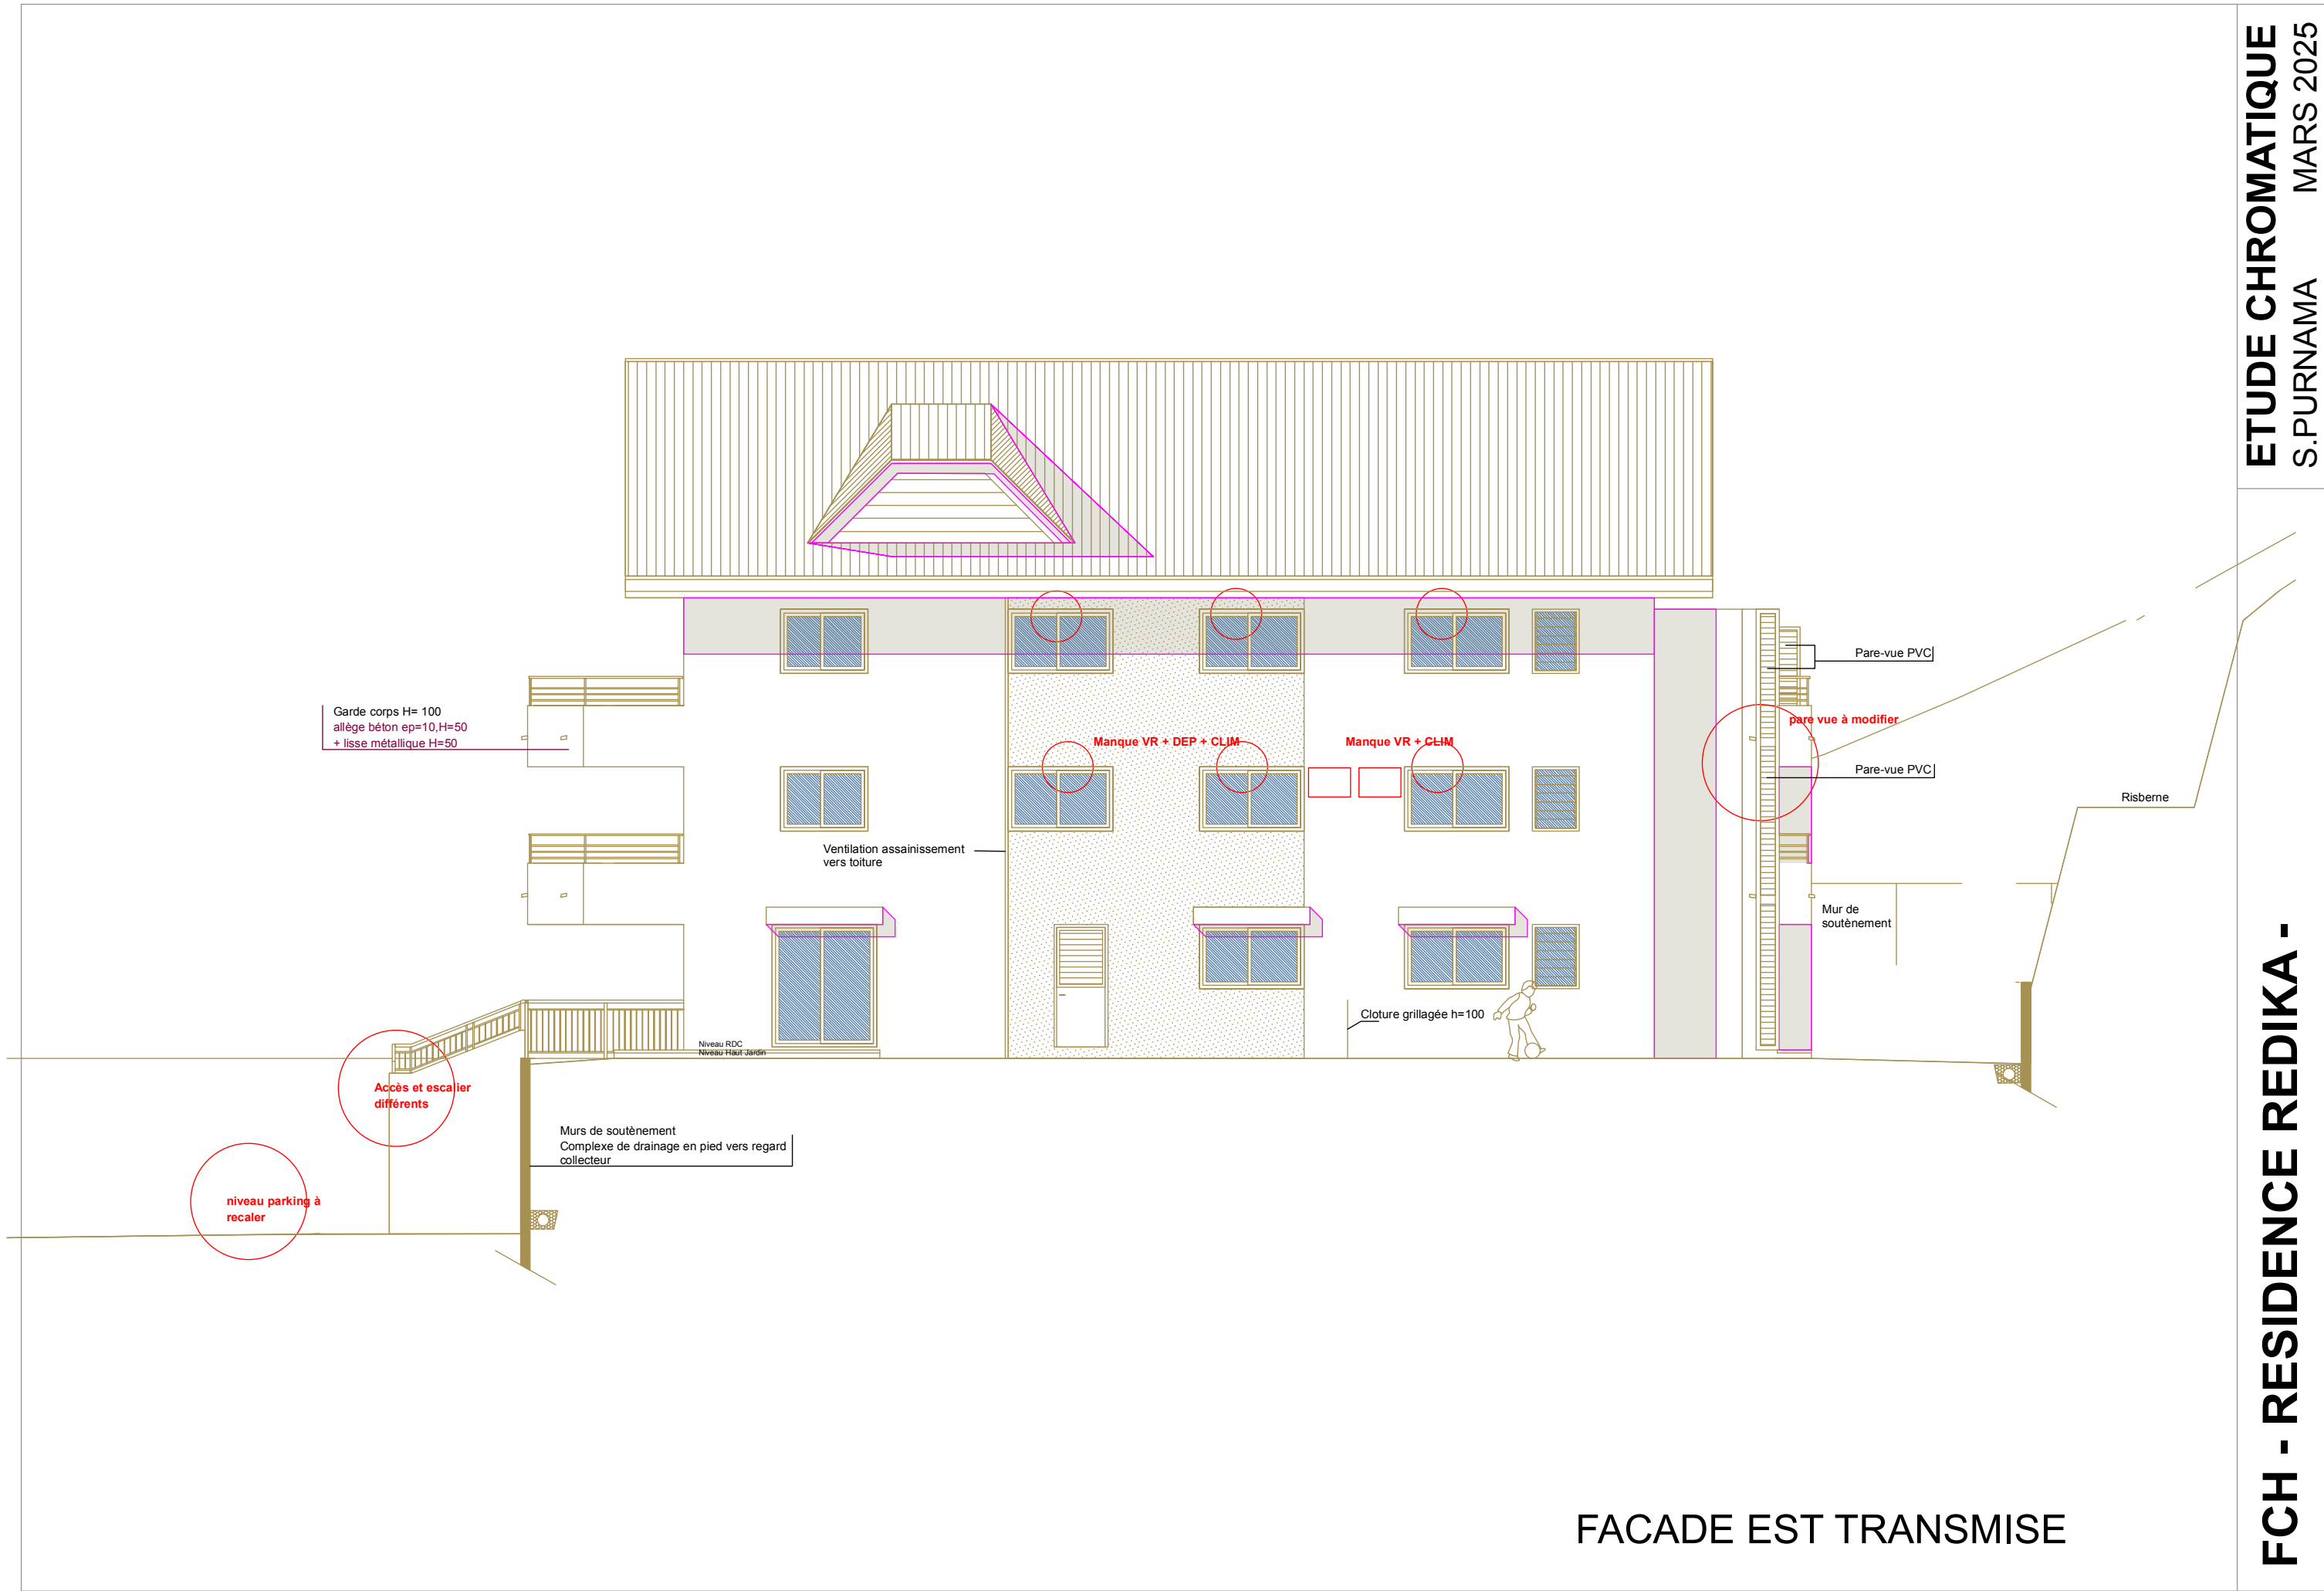 ETUDE CHROMATIQUE
S.PURNAMA MARS 2025
FCH - RESIDENCE REDIKA -
Pare-vue PVC
Garde corps H= 100
allège béton ep=10,H=50
+ lisse métallique H=50
pare vue à modifier
Manque VR + DEP + CLIM
Manque VR + CLIM
Pare-vue PVC
Risberne
Ventilation assainissement
vers toiture
Mur de
soutènement
Cloture grillagée h=100
Niveau RDC
Niveau Haut Jardin
Accès et escalier
différents
Murs de soutènement
Complexe de drainage en pied vers regard
collecteur
niveau parking à
recaler
FACADE EST TRANSMISE